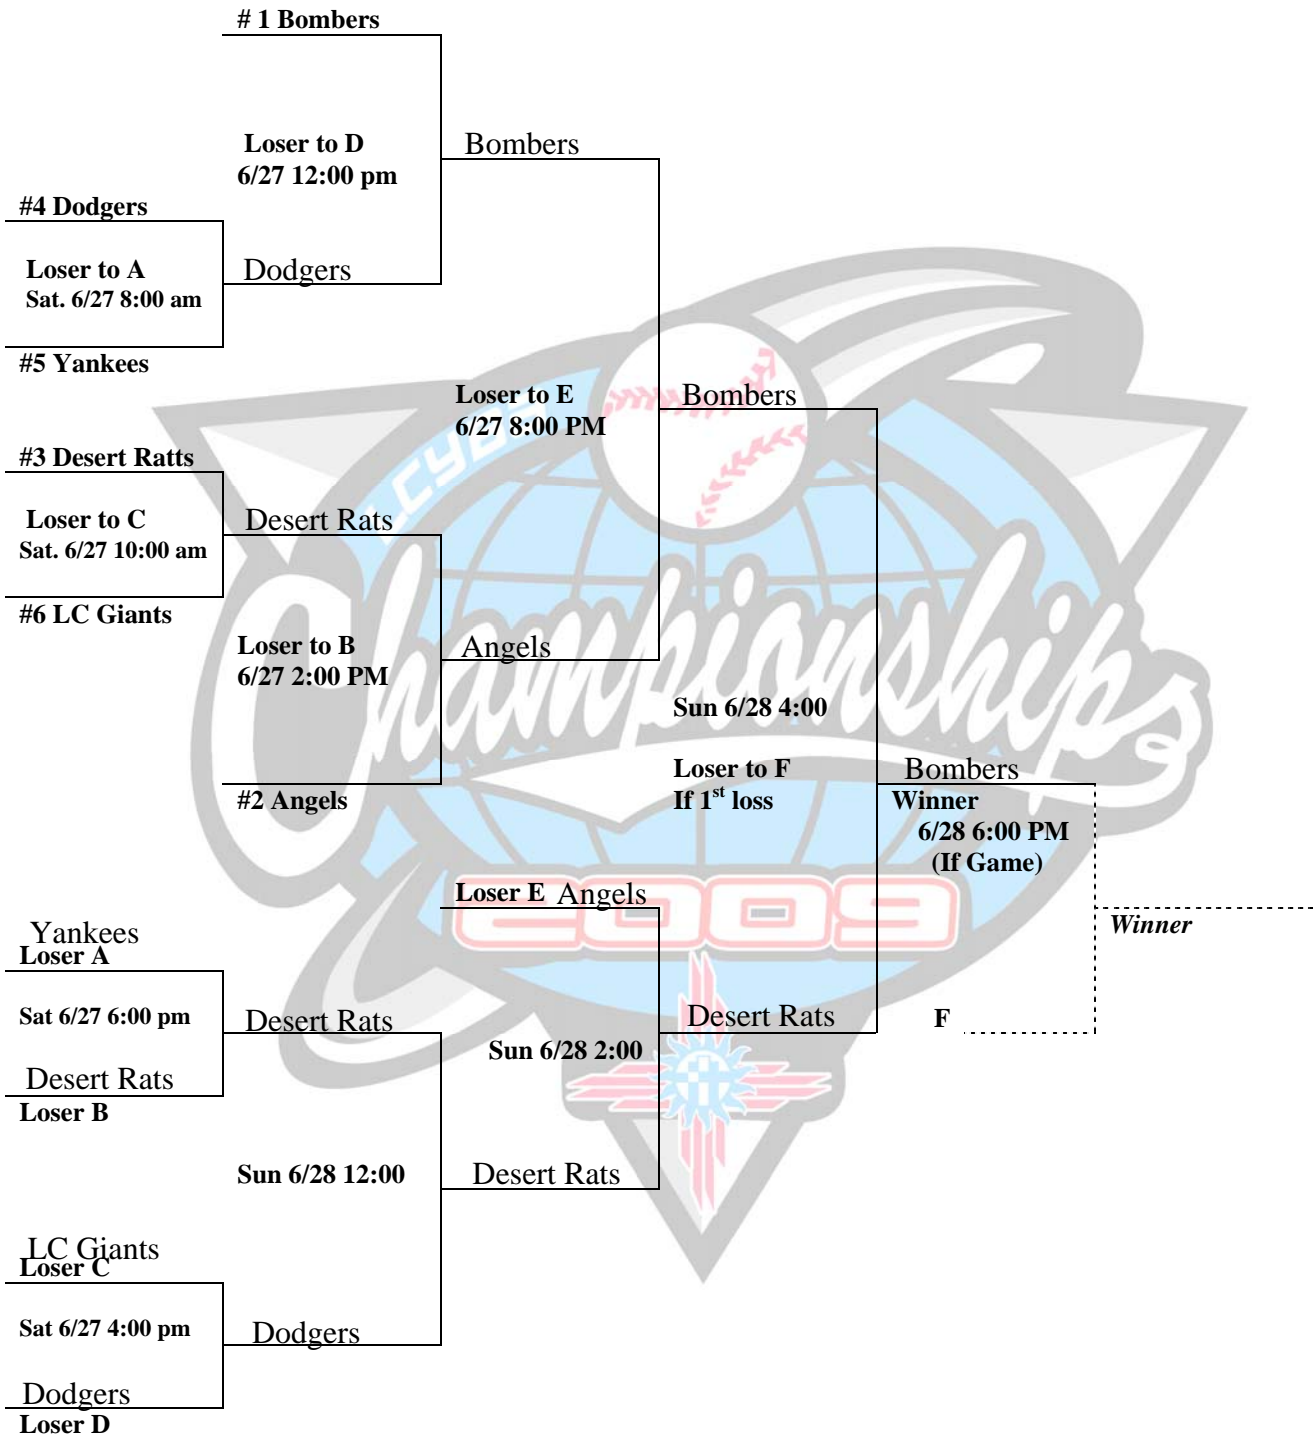 # 1 Bombers
Loser to D
6/27 12:00 pm
Bombers
#4 Dodgers
Loser to A
Sat. 6/27 8:00 am
Dodgers
#5 Yankees
Loser to E
6/27 8:00 PM
Bombers
#3 Desert Ratts
Loser to C
Sat. 6/27 10:00 am
Desert Rats
#6 LC Giants
Loser to B
6/27 2:00 PM
Angels
#2 Angels
Sun 6/28 4:00
Loser to F
If 1st loss
Bombers
Winner
6/28 6:00 PM
(If Game)
Winner
F
Loser E Angels
Yankees
Loser A
Sat 6/27 6:00 pm
Desert Rats
Desert Rats
Loser B
Sun 6/28 2:00
Desert Rats
Sun 6/28 12:00
Desert Rats
LC Giants
Loser C
Sat 6/27 4:00 pm
Dodgers
Dodgers
Loser D
LCYBS
Championships
2009